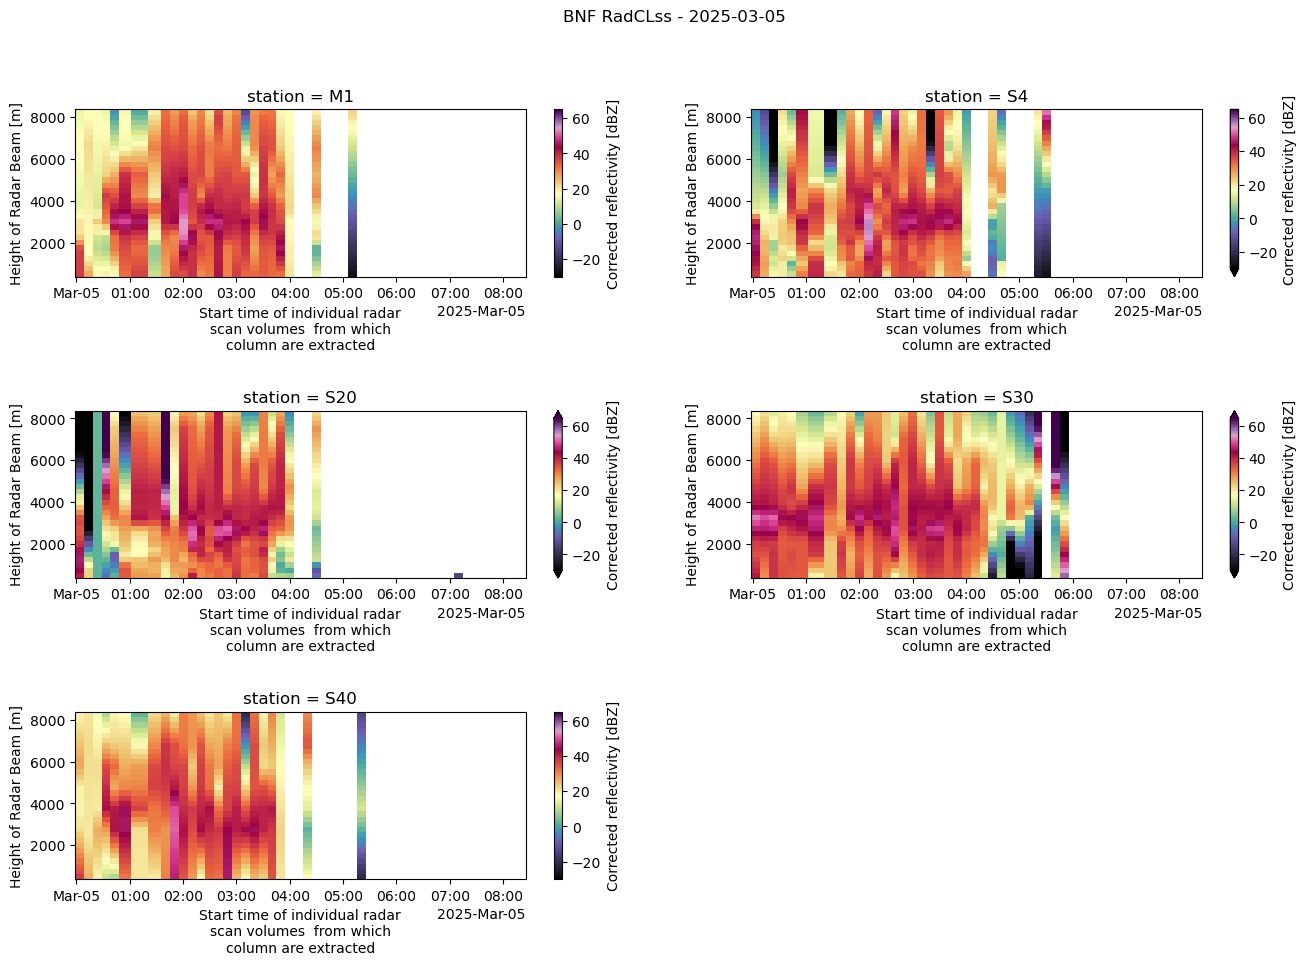 BNF RadCLss - 2025-03-05
station = M1
Height of Radar Beam [m]
8000
6000
4000
2000
Mar-05 01:00 02:00 03:00 04:00 05:00 06:00 07:00 08:00
2025-Mar-05
Start time of individual radar
scan volumes  from which
column are extracted
60
40
20
0
−20
Corrected reflectivity [dBZ]
station = S4
Height of Radar Beam [m]
8000
6000
4000
2000
Mar-05 01:00 02:00 03:00 04:00 05:00 06:00 07:00 08:00
2025-Mar-05
Start time of individual radar
scan volumes  from which
column are extracted
60
40
20
0
−20
Corrected reflectivity [dBZ]
station = S20
Height of Radar Beam [m]
8000
6000
4000
2000
Mar-05 01:00 02:00 03:00 04:00 05:00 06:00 07:00 08:00
2025-Mar-05
Start time of individual radar
scan volumes  from which
column are extracted
60
40
20
0
−20
Corrected reflectivity [dBZ]
station = S30
Height of Radar Beam [m]
8000
6000
4000
2000
Mar-05 01:00 02:00 03:00 04:00 05:00 06:00 07:00 08:00
2025-Mar-05
Start time of individual radar
scan volumes  from which
column are extracted
60
40
20
0
−20
Corrected reflectivity [dBZ]
station = S40
Height of Radar Beam [m]
8000
6000
4000
2000
Mar-05 01:00 02:00 03:00 04:00 05:00 06:00 07:00 08:00
2025-Mar-05
Start time of individual radar
scan volumes  from which
column are extracted
60
40
20
0
−20
Corrected reflectivity [dBZ]